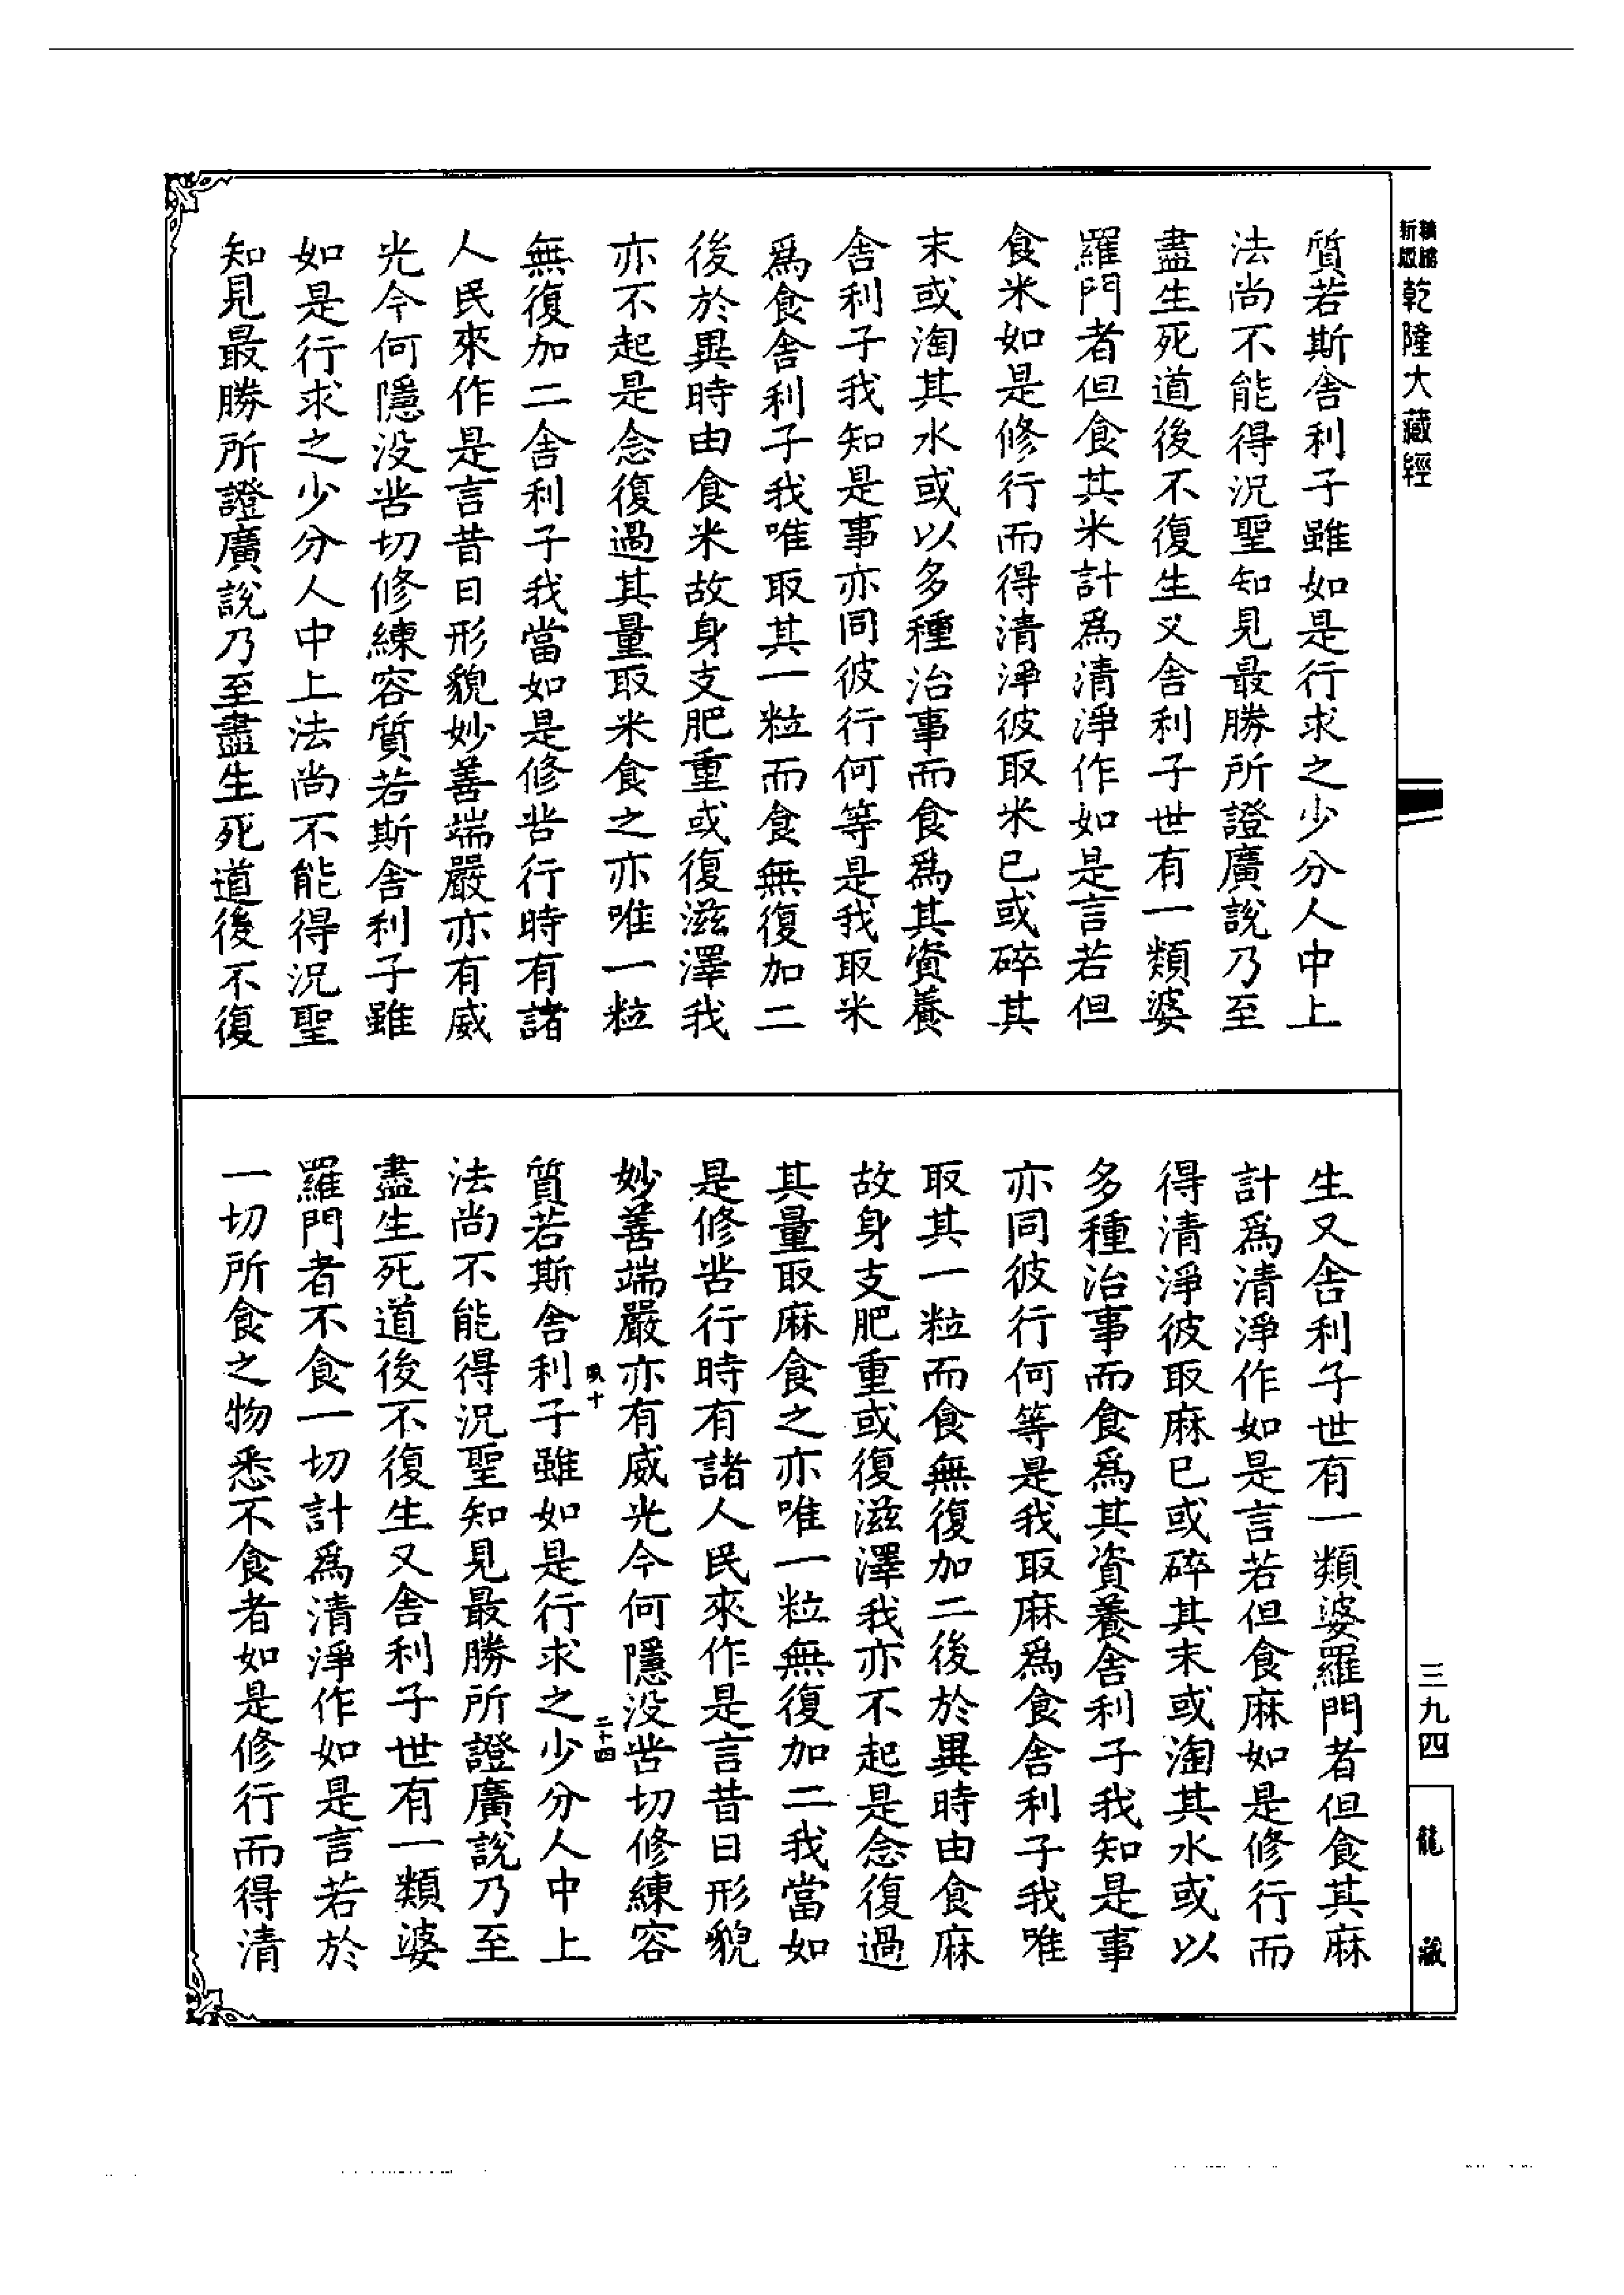 乾隆大藏經
質若斯舍利子雖如是行求之少分人中上
法尚不能得況聖知見最勝所證廣說乃至
盡生死道後不復生又舍利子世有一類婆
羅門者但食其米計爲清淨作如是言若但
食米如是修行而得清淨彼取米已或碎其
末或淘其水或以多種治事而食爲其資養
舍利子我知是事亦同彼行何等是我取米
爲食舍利子我唯取其一粒而食無復加二
後於異時由食米故身支肥重或復滋澤我
亦不起是念復過其量取米食之亦唯一粒
無復加二舍利子我當如是修苦行時有諸
人民來作是言昔日形貌妙善端嚴亦有威
光今何隱没苦切修練容質若斯舍利子雖
如是行求之少分人中上法尚不能得況聖
知見最勝所證廣說乃至盡生死道後不復
生又舍利子世有一類婆羅門者但食其麻
計爲清淨作如是言若但食麻如是修行而
得清淨彼取麻已或碎其末或淘其水或以
多種治事而食爲其資養舍利子我知是事
亦同彼行何等是我取麻爲食舍利子我唯
取其一粒而食無復加二後於異時由食麻
故身支肥重或復滋澤我亦不起是念復過
其量取麻食之亦唯一粒無復加二我當如
是修苦行時有諸人民來作是言昔日形貌
妙善端嚴亦有威光今何隱没苦切修練容
十 二十四
質若斯舍利子雖如是行求之少分人中上
法尚不能得況聖知見最勝所證廣說乃至
盡生死道後不復生又舍利子世有一類婆
羅門者不食一切計爲清淨作如是言若於
一切所食之物悉不食者如是修行而得清
三九四
龍藏